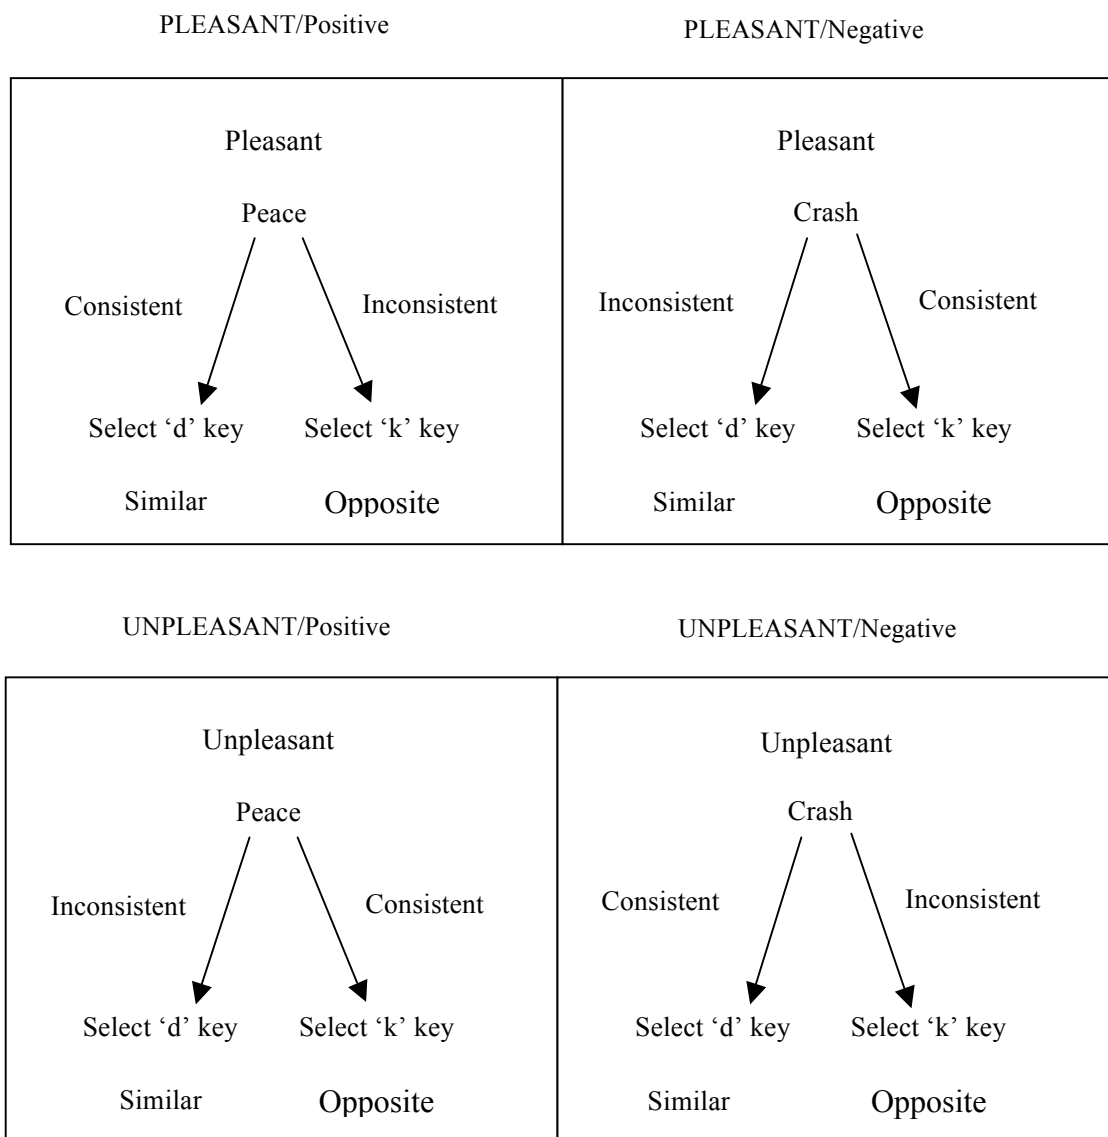 PLEASANT/Positive
PLEASANT/Negative
Pleasant
Peace
Consistent
Inconsistent
Select ‘d’ key
Select ‘k’ key
Similar
Opposite
Pleasant
Crash
Inconsistent
Consistent
Select ‘d’ key
Select ‘k’ key
Similar
Opposite
UNPLEASANT/Positive
UNPLEASANT/Negative
Unpleasant
Peace
Inconsistent
Consistent
Select ‘d’ key
Select ‘k’ key
Similar
Opposite
Unpleasant
Crash
Consistent
Inconsistent
Select ‘d’ key
Select ‘k’ key
Similar
Opposite